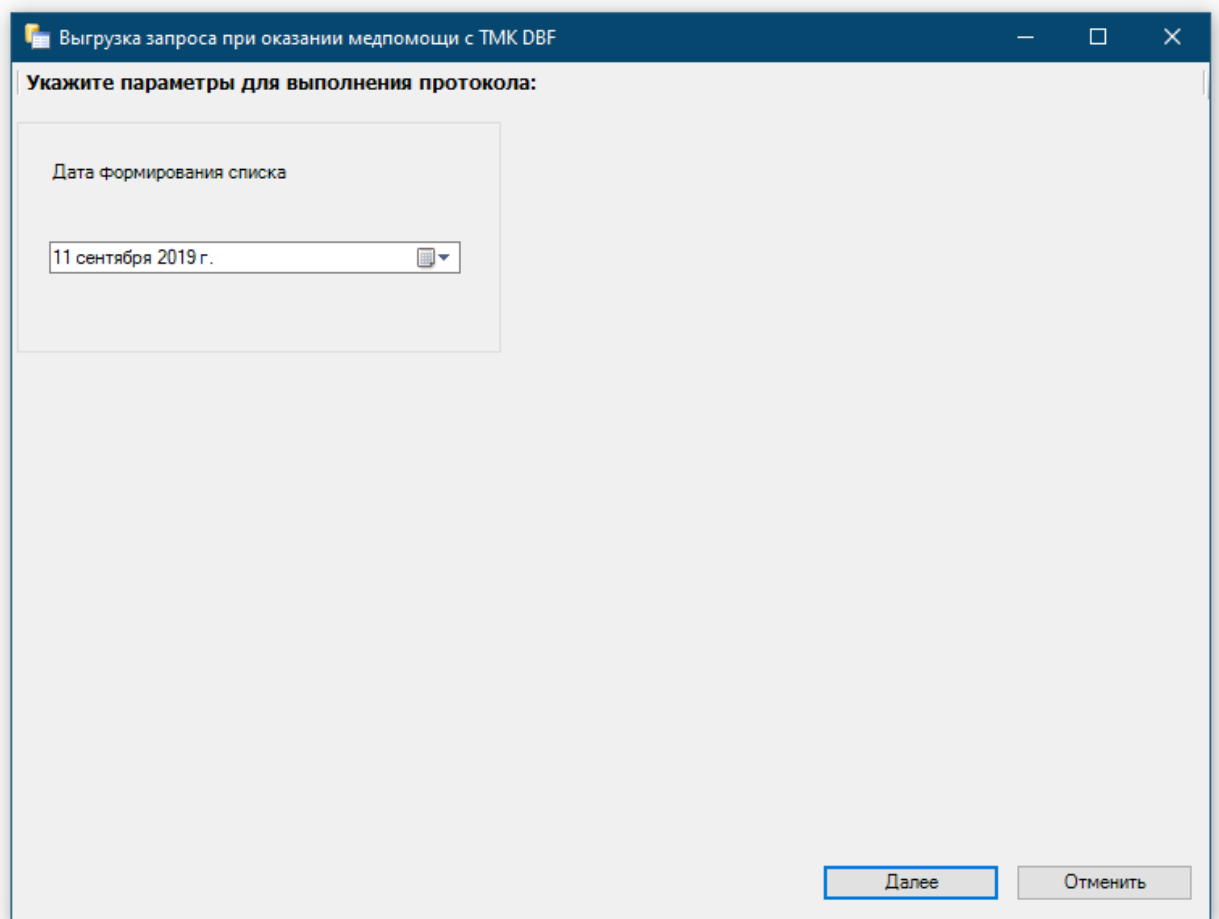 Выгрузка запроса при оказании медпомощи с ТМК DBF
Укажите параметры для выполнения протокола:
Дата формирования списка
11 сентября 2019 г.
Далее
Отменить